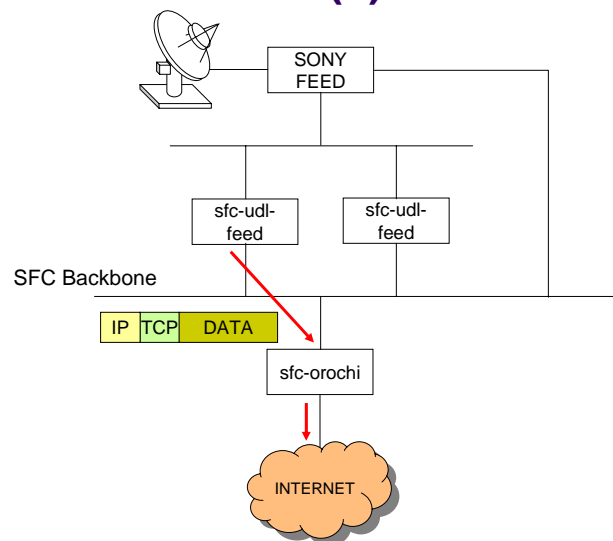 SONY
FEED
sfc-udl-
feed
sfc-udl-
feed
SFC Backbone
IP TCP DATA
sfc-orochi
INTERNET